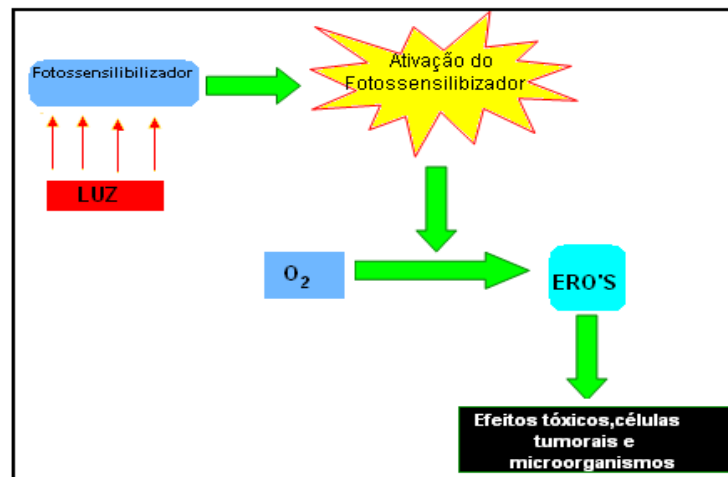 Fotossensilibilizador
Ativação do
Fotossensilibizador
LUZ
O₂
ERO'S
Efeitos tóxicos,células
tumorais e
microorganismos